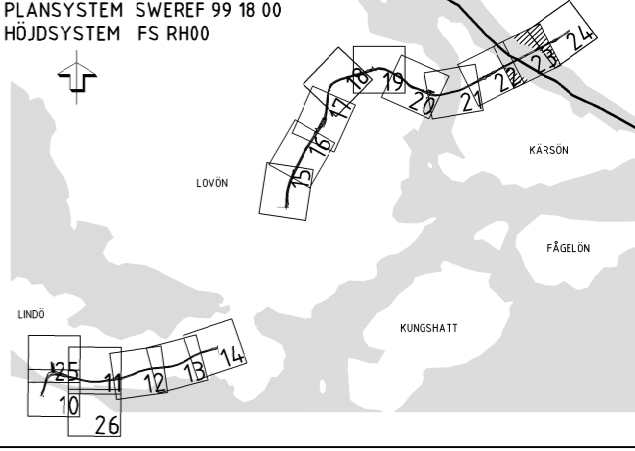 PLANSYSTEM SWEREF 99 18 00
HÖJDSYSTEM FS RH00
24
23
22
21
20
19
18
17
16
15
KÄRSÖN
LOVÖN
FÅGELÖN
LINDÖ
KUNGSHATT
25
10
26
11
12
13
14